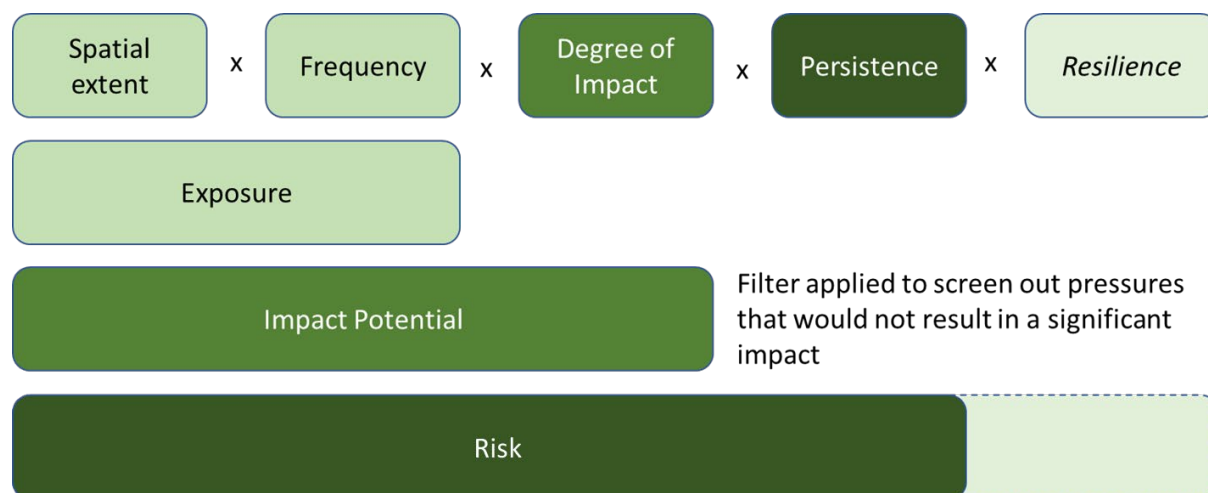 Spatial
extent
x
Frequency
x
Degree of
Impact
x
Persistence
x
Resilience
Exposure
Impact Potential
Filter applied to screen out pressures
that would not result in a significant
impact
Risk